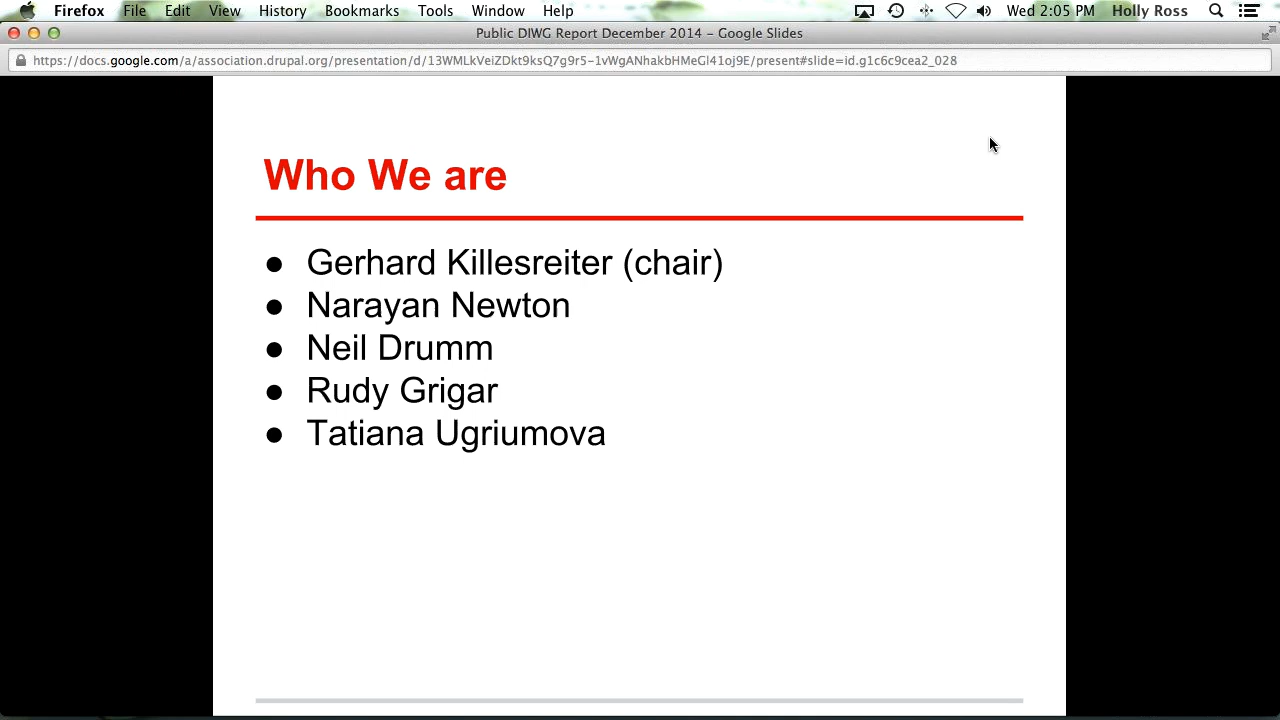 Firefox File Edit View History Bookmarks Tools Window Help Wed 2:05 PM Holly Ross
Public DIWG Report December 2014 – Google Slides
https://docs.google.com/a/association.drupal.org/presentation/d/13WMLkVeiZDkt9ksQ7g9r5-1vWgANhakbHMeGl41oj9E/present#slide=id.g1c6c9cea2_028
Who We are
● Gerhard Killesreiter (chair)
● Narayan Newton
● Neil Drumm
● Rudy Grigar
● Tatiana Ugriumova